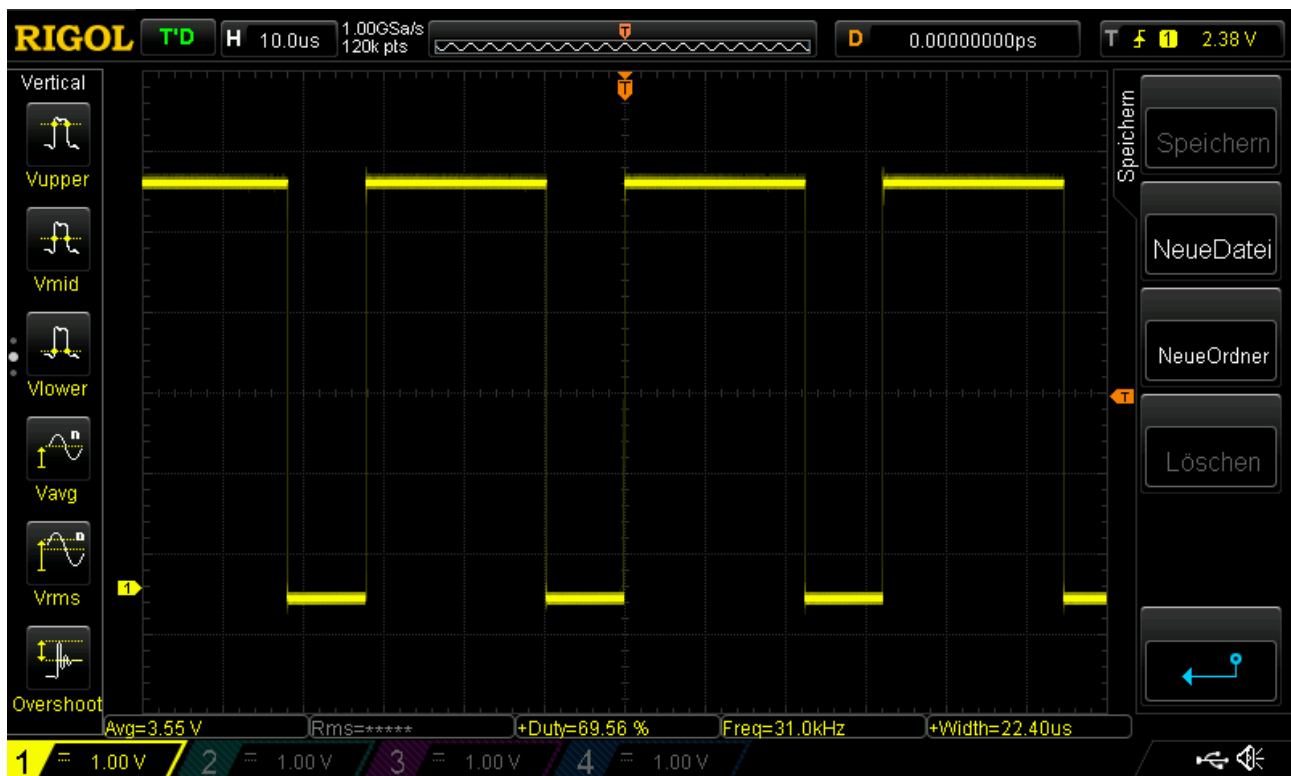 RIGOL T'D H 10.0us 1.00GSa/s
120k pts
T
D 0.00000000ps T 1 2.38 V
Vertical
Vupper
Vmid
Vlower
Vavg
Vrms
Overshoot
n
n
T
1
T
Speichern
Speichern
NeueDatei
NeueOrdner
Löschen
Avg=3.55 V Rms=***** +Duty=69.56 % Freq=31.0kHz +Width=22.40us
1 = 1.00 V 2 = 1.00 V 3 = 1.00 V 4 = 1.00 V